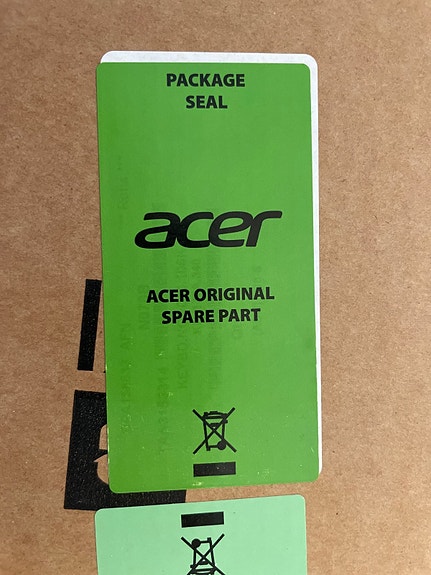 PACKAGE
SEAL
acer
ACER ORIGINAL
SPARE PART